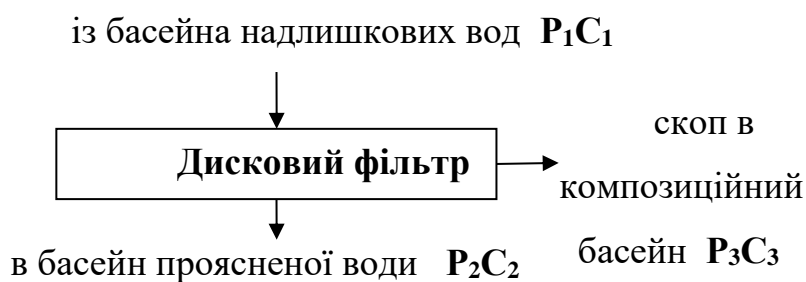 із басейна надлишкових вод P₁C₁
Дисковий фільтр
скоп в
композиційний
басейн P₃C₃
в басейн проясненої води P₂C₂